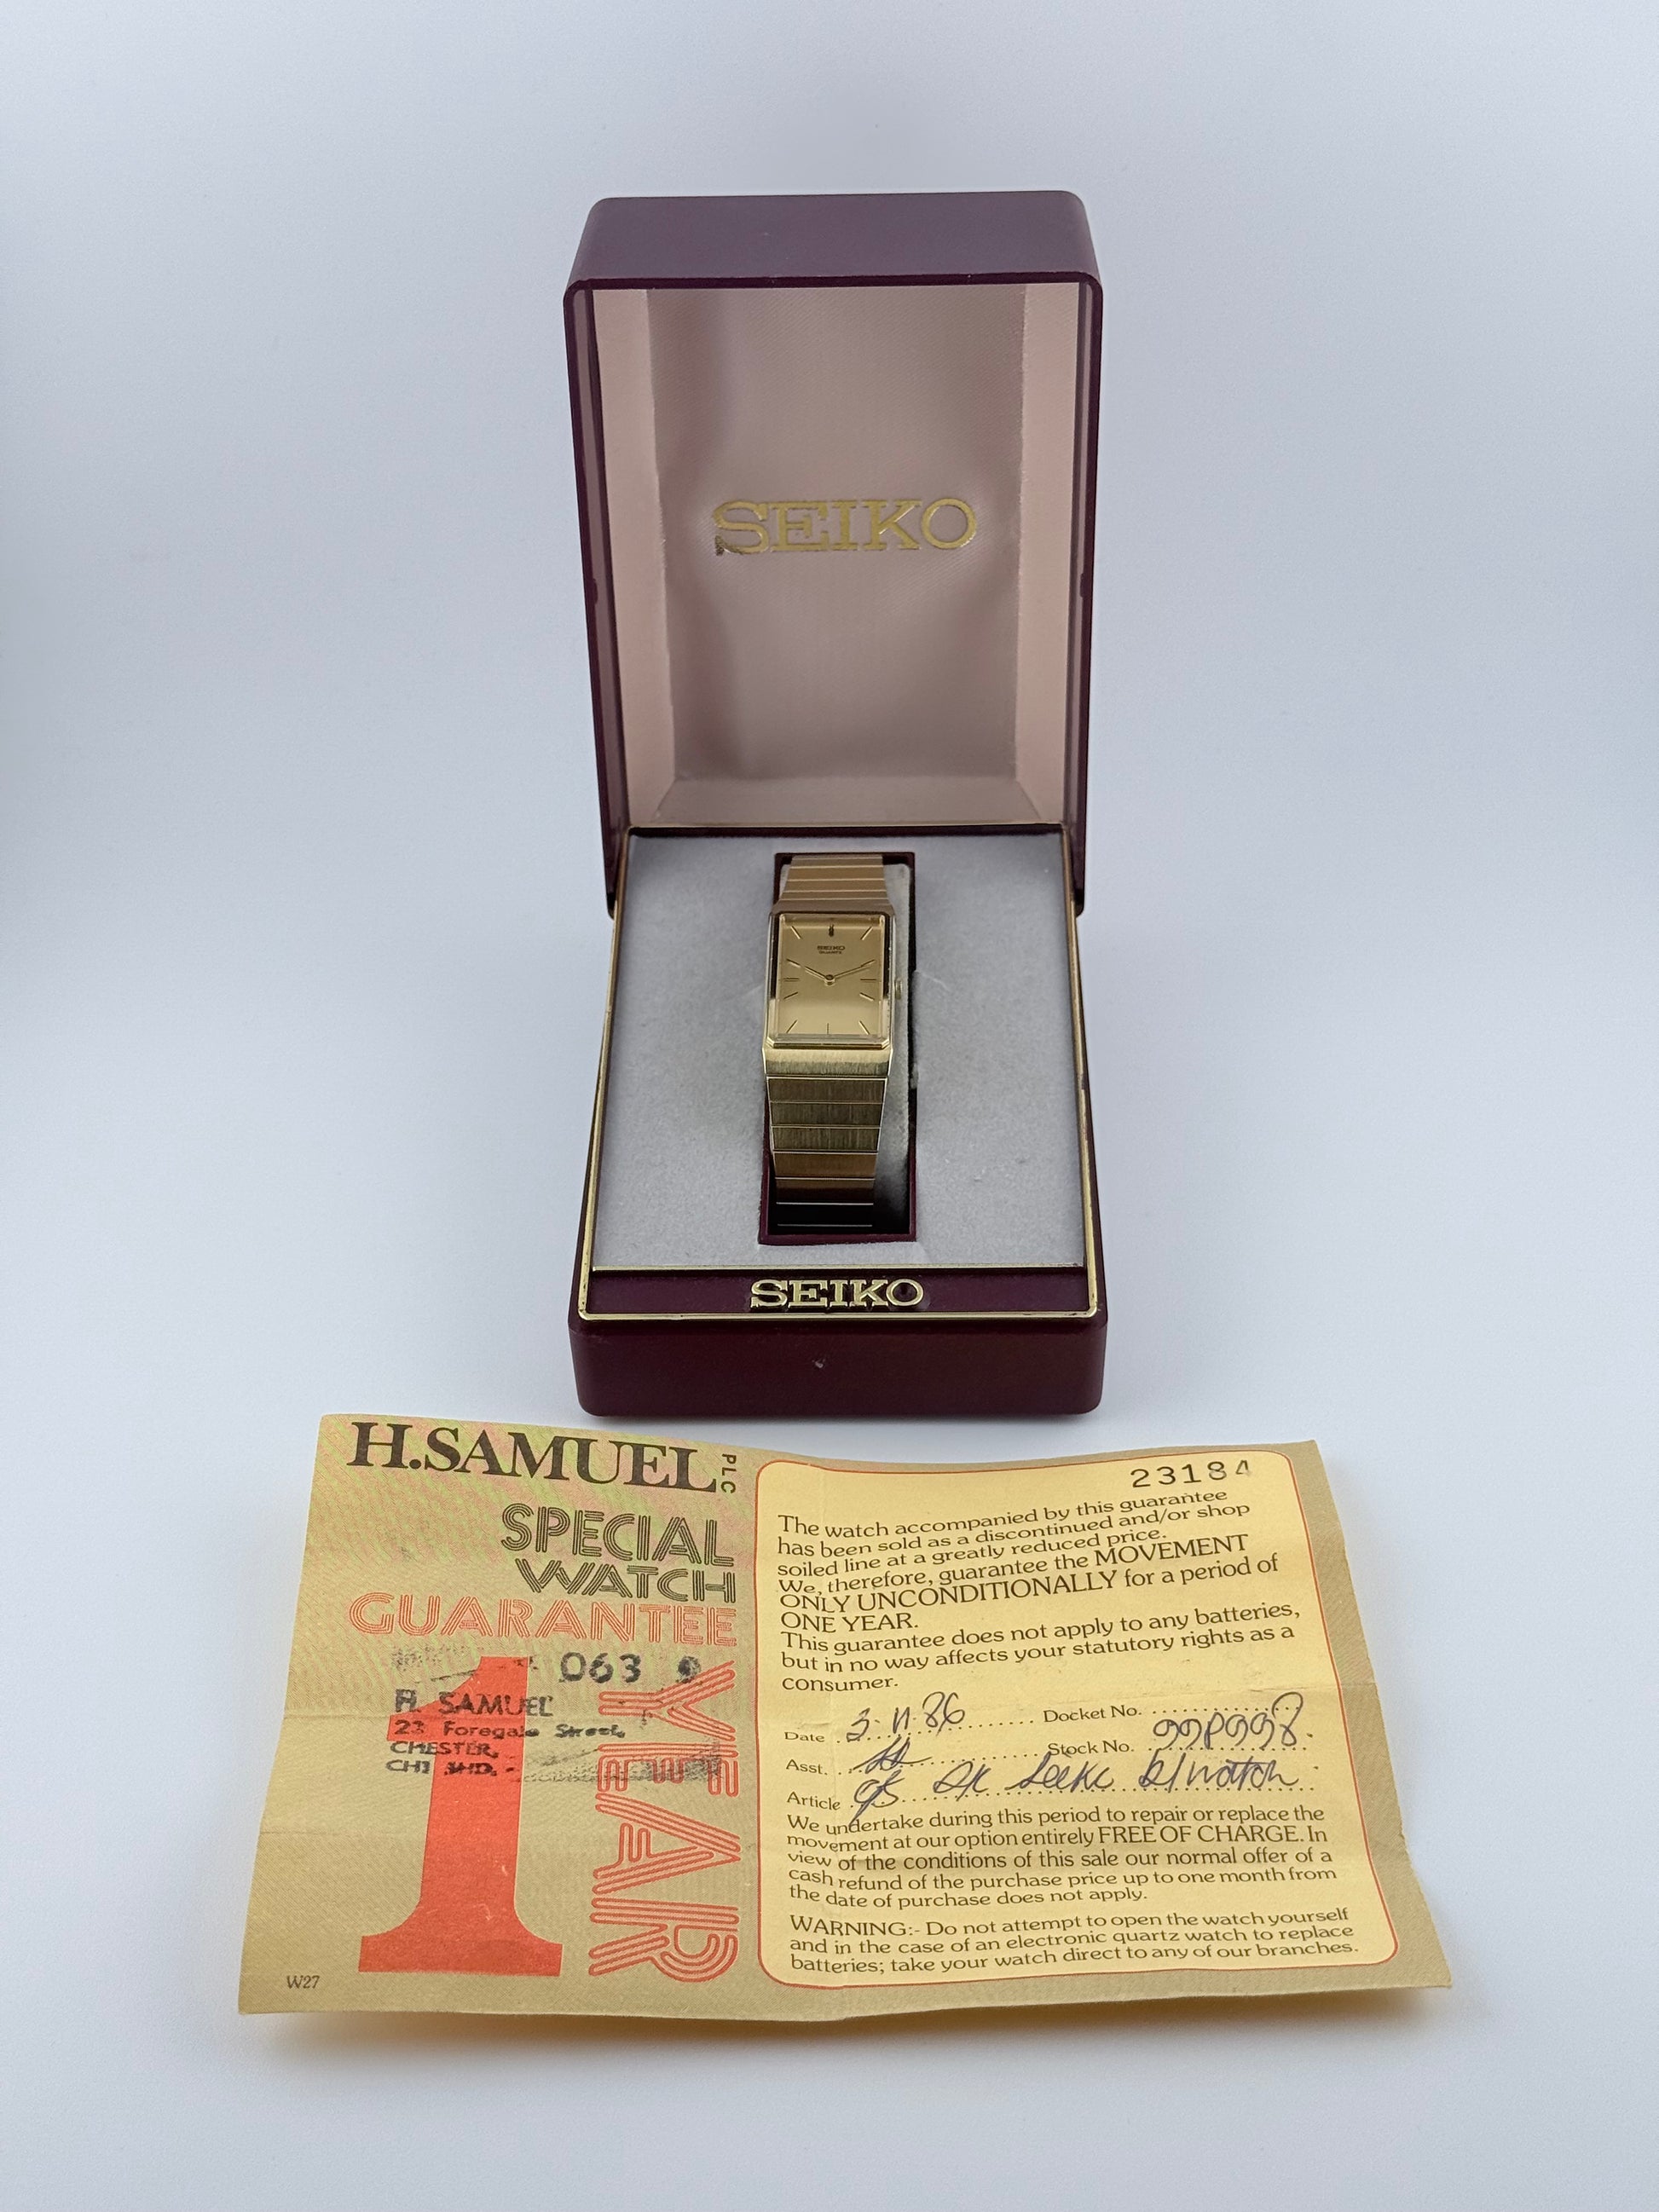 SEIKO
SEIKO
QUARTZ
SEIKO
H.SAMUEL PLC
SPECIAL
WATCH
GUARANTEE
1 YEAR
063
H. SAMUEL
23 Foregate Street,
CHESTER,
CH1
W27
23184
The watch accompanied by this guarantee
has been sold as a discontinued and/or shop
soiled line at a greatly reduced price.
We, therefore, guarantee the MOVEMENT
ONLY UNCONDITIONALLY for a period of
ONE YEAR.
This guarantee does not apply to any batteries,
but in no way affects your statutory rights as a
consumer.
Date 3·11·86 Docket No.
Asst. Stock No. 99P998
Article watch
We undertake during this period to repair or replace the
movement at our option entirely FREE OF CHARGE. In
view of the conditions of this sale our normal offer of a
cash refund of the purchase price up to one month from
the date of purchase does not apply.
WARNING:- Do not attempt to open the watch yourself
and in the case of an electronic quartz watch to replace
batteries; take your watch direct to any of our branches.